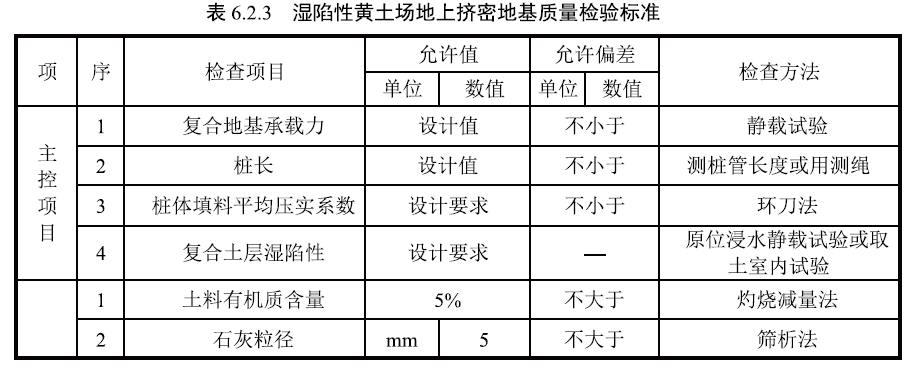 表 6.2.3 湿陷性黄土场地上挤密地基质量检验标准
项 序 检查项目 允许值 允许偏差 检查方法
单位 数值 单位 数值
主控项目
1 复合地基承载力 设计值 不小于 静载试验
2 桩长 设计值 不小于 测桩管长度或用测绳
3 桩体填料平均压实系数 设计要求 不小于 环刀法
4 复合土层湿陷性 设计要求 — 原位浸水静载试验或取
土室内试验
1 土料有机质含量 5% 不大于 灼烧减量法
2 石灰粒径 mm 5 不大于 筛析法